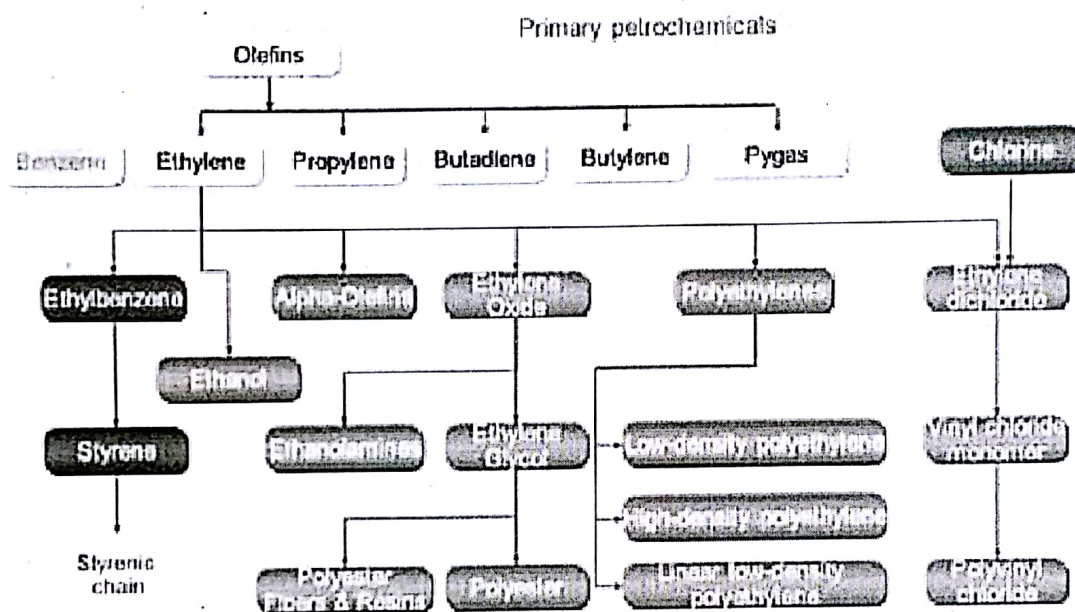 Primary petrochemicals
Olefins
Benzene
Ethylene
Propylene
Butadiene
Butylene
Pygas
Chlorine
Ethylbenzene
Alpha-Olefins
Ethylene
Oxide
Polyethylenes
Ethylene
dichloride
Ethanol
Styrene
Ethanolamines
Ethylene
Glycol
Low-density polyethylene
Vinyl chloride
monomer
High-density polyethylene
Styrenic
chain
Polyester
Fibers & Resins
Polyester
Linear low-density
polyethylene
Polyvinyl
chloride